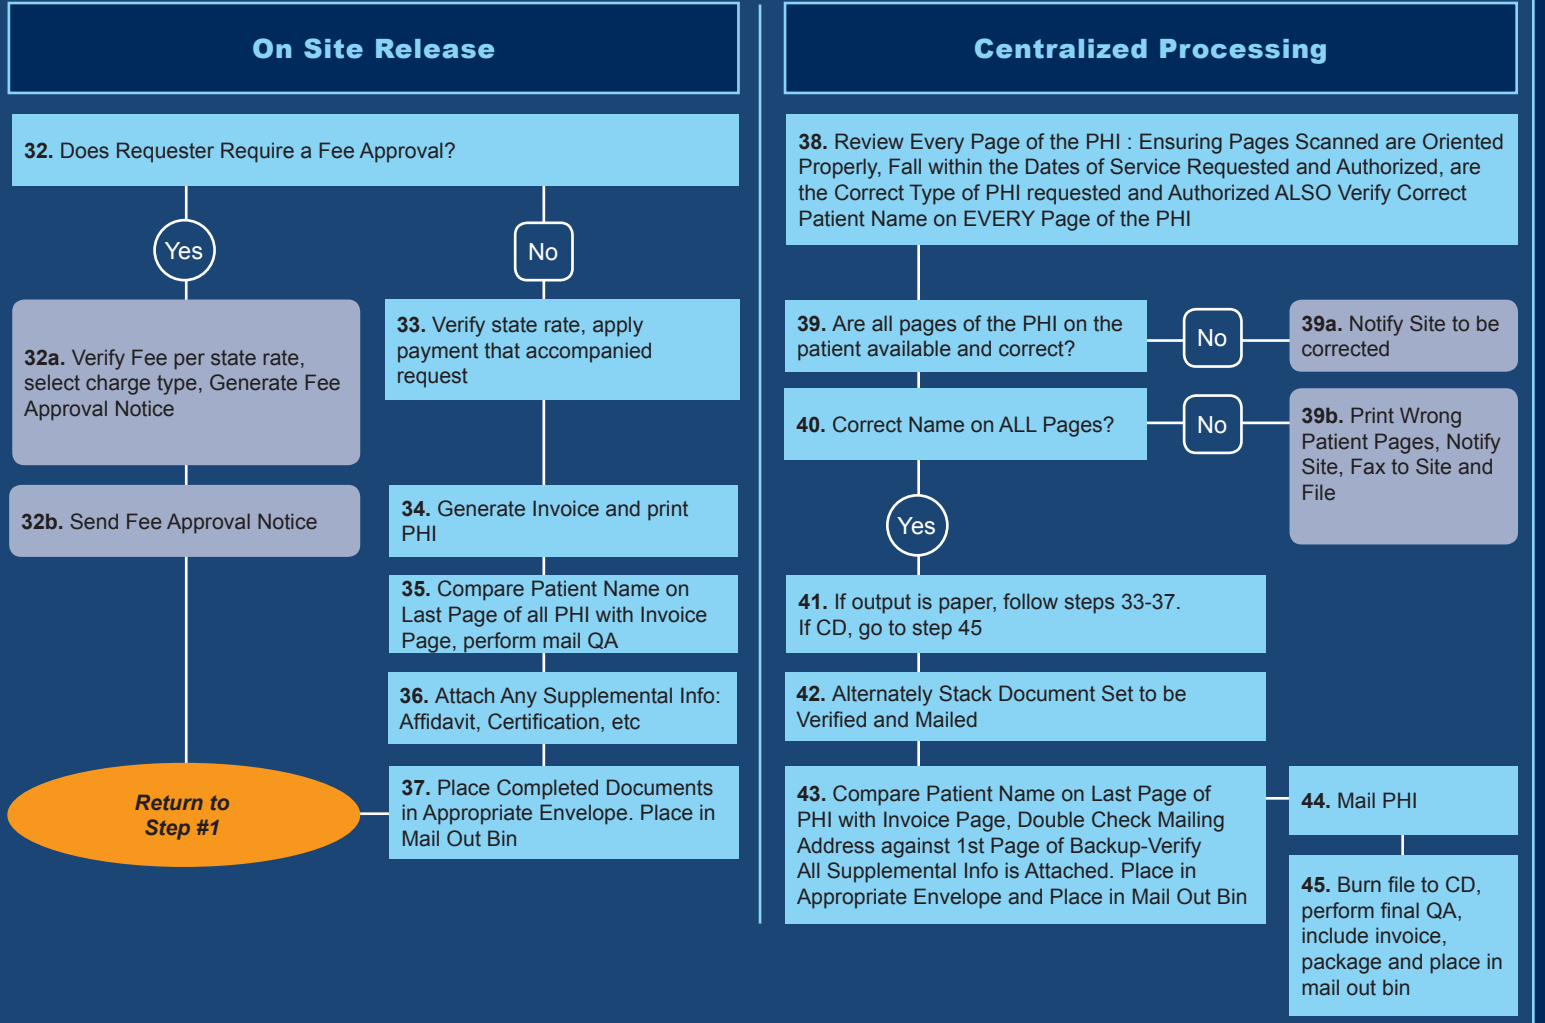 On Site Release
32. Does Requester Require a Fee Approval?
Yes
No
32a. Verify Fee per state rate,
select charge type, Generate Fee
Approval Notice
33. Verify state rate, apply
payment that accompanied
request
32b. Send Fee Approval Notice
34. Generate Invoice and print
PHI
35. Compare Patient Name on
Last Page of all PHI with Invoice
Page, perform mail QA
36. Attach Any Supplemental Info:
Affidavit, Certification, etc
Return to
Step #1
37. Place Completed Documents
in Appropriate Envelope. Place in
Mail Out Bin
Centralized Processing
38. Review Every Page of the PHI : Ensuring Pages Scanned are Oriented
Properly, Fall within the Dates of Service Requested and Authorized, are
the Correct Type of PHI requested and Authorized ALSO Verify Correct
Patient Name on EVERY Page of the PHI
39. Are all pages of the PHI on the
patient available and correct?
No
39a. Notify Site to be
corrected
40. Correct Name on ALL Pages?
No
39b. Print Wrong
Patient Pages, Notify
Site, Fax to Site and
File
Yes
41. If output is paper, follow steps 33-37.
If CD, go to step 45
42. Alternately Stack Document Set to be
Verified and Mailed
43. Compare Patient Name on Last Page of
PHI with Invoice Page, Double Check Mailing
Address against 1st Page of Backup-Verify
All Supplemental Info is Attached. Place in
Appropriate Envelope and Place in Mail Out Bin
44. Mail PHI
45. Burn file to CD,
perform final QA,
include invoice,
package and place in
mail out bin